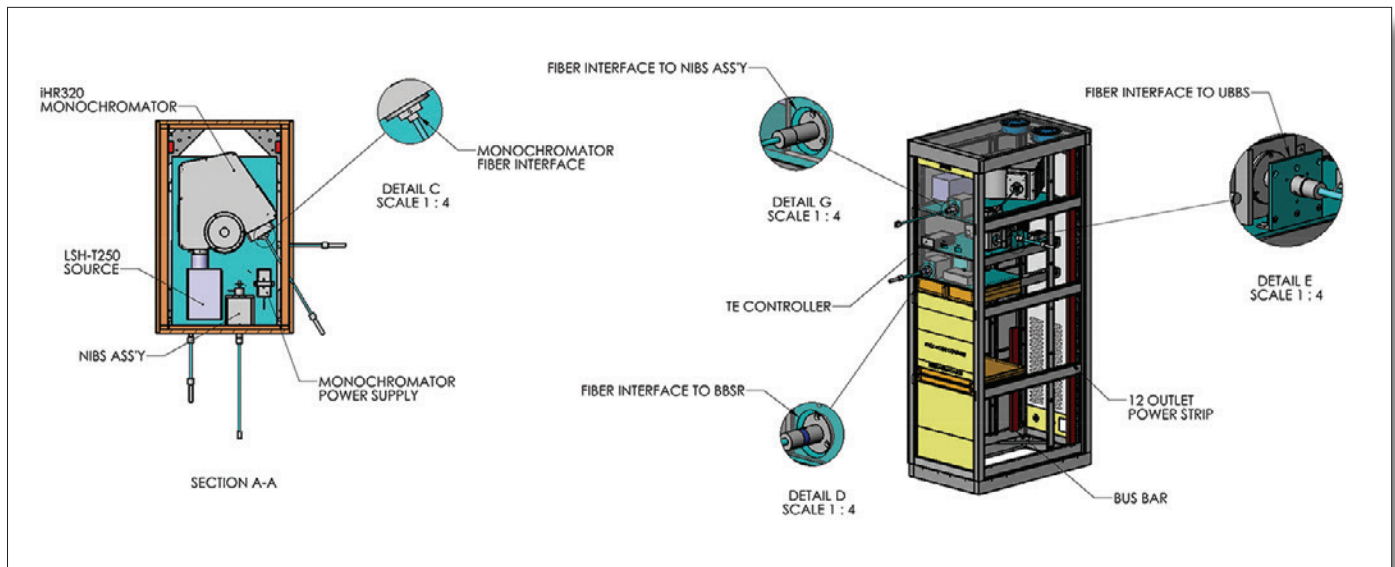 iHR320
MONOCHROMATOR
LSH-T250
SOURCE
NIBS ASS'Y
MONOCHROMATOR
POWER SUPPLY
SECTION A-A
MONOCHROMATOR
FIBER INTERFACE
DETAIL C
SCALE 1 : 4
FIBER INTERFACE TO NIBS ASS'Y
DETAIL G
SCALE 1 : 4
TE CONTROLLER
FIBER INTERFACE TO BBSR
DETAIL D
SCALE 1 : 4
FIBER INTERFACE TO UBBS
DETAIL E
SCALE 1 : 4
12 OUTLET
POWER STRIP
BUS BAR